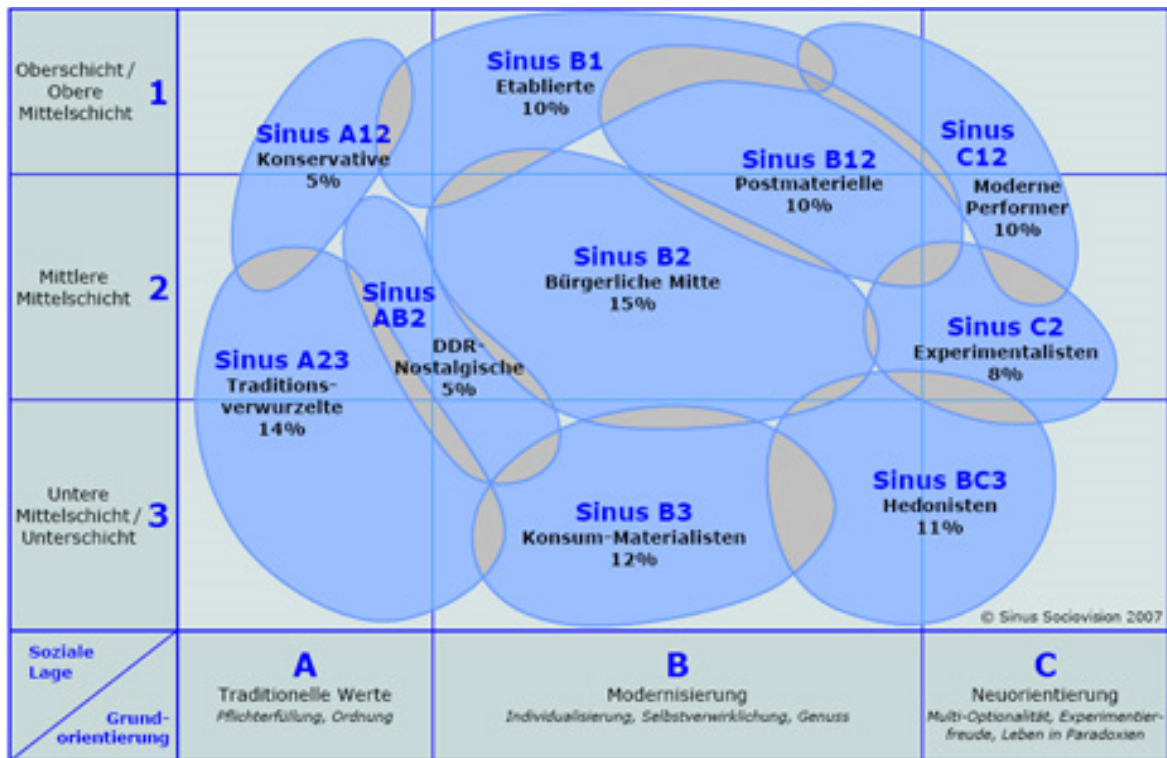 Oberschicht /
Obere
Mittelschicht
1
Sinus B1
Etablierte
10%
Sinus A12
Konservative
5%
Sinus B12
Postmaterielle
10%
Sinus
C12
Moderne
Performer
10%
Mittlere
Mittelschicht
2
Sinus B2
Bürgerliche Mitte
15%
Sinus
AB2
DDR-
Nostalgische
5%
Sinus A23
Traditions-
verwurzelte
14%
Sinus C2
Experimentalisten
8%
Untere
Mittelschicht /
Unterschicht
3
Sinus B3
Konsum-Materialisten
12%
Sinus BC3
Hedonisten
11%
© Sinus Sociovision 2007
Soziale
Lage
Grund-
orientierung
A
Traditionelle Werte
Pflichterfüllung, Ordnung
B
Modernisierung
Individualisierung, Selbstverwirklichung, Genuss
C
Neuorientierung
Multi-Optionalität, Experimentier-
freude, Leben in Paradoxien